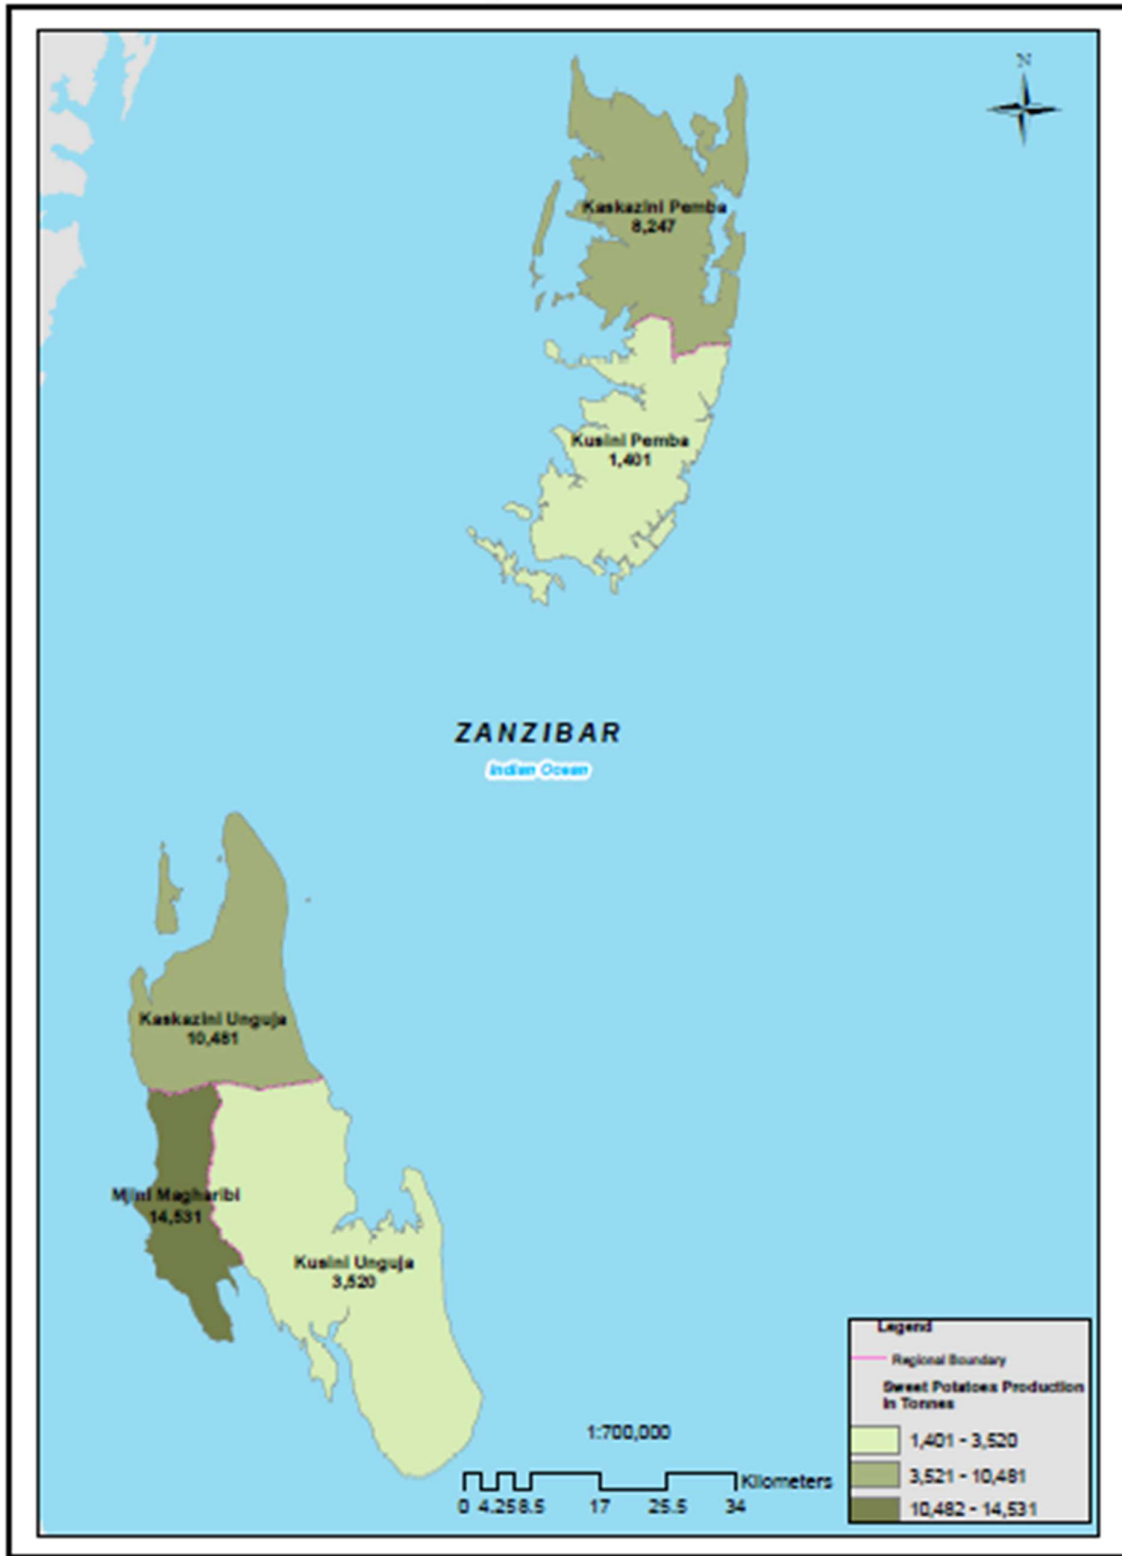 N
Kaskazini Pemba
8,247
Kusini Pemba
1,401
ZANZIBAR
Indian Ocean
Kaskazini Unguja
10,481
Mjini Magharibi
14,531
Kusini Unguja
3,520
Legend
Regional Boundary
Sweet Potatoes Production
In Tonnes
1,401 - 3,520
3,521 - 10,481
10,482 - 14,531
1:700,000
Kilometers
0 4.25 8.5 17 25.5 34